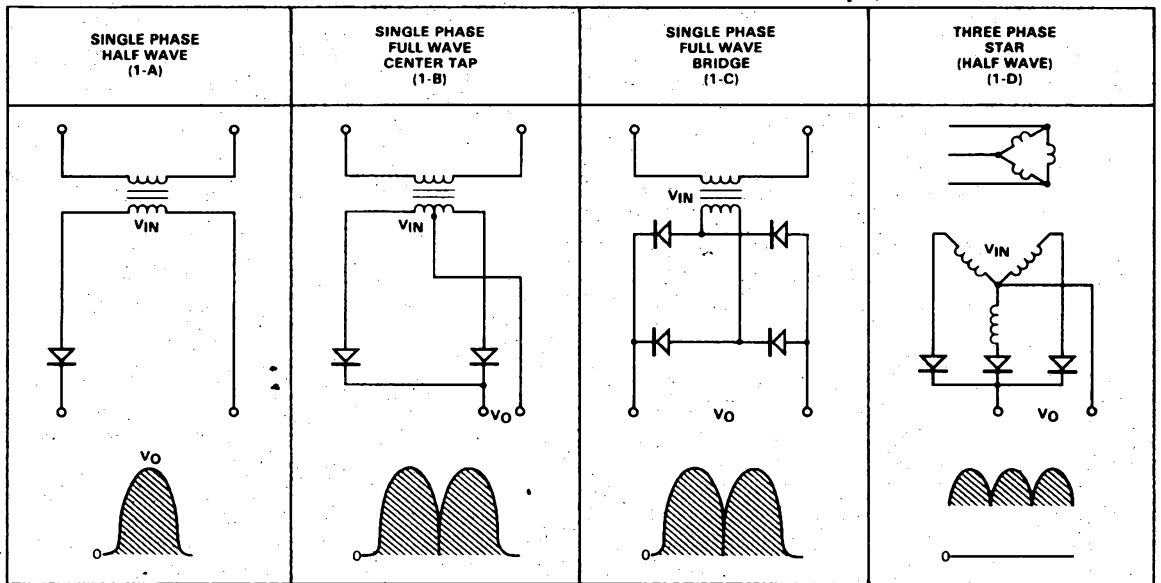 SINGLE PHASE
HALF WAVE
(1-A)
SINGLE PHASE
FULL WAVE
CENTER TAP
(1-B)
SINGLE PHASE
FULL WAVE
BRIDGE
(1-C)
THREE PHASE
STAR
(HALF WAVE)
(1-D)
VIN
VIN
VIN
VIN
VO
VO
VO
VO
0
0
0
0